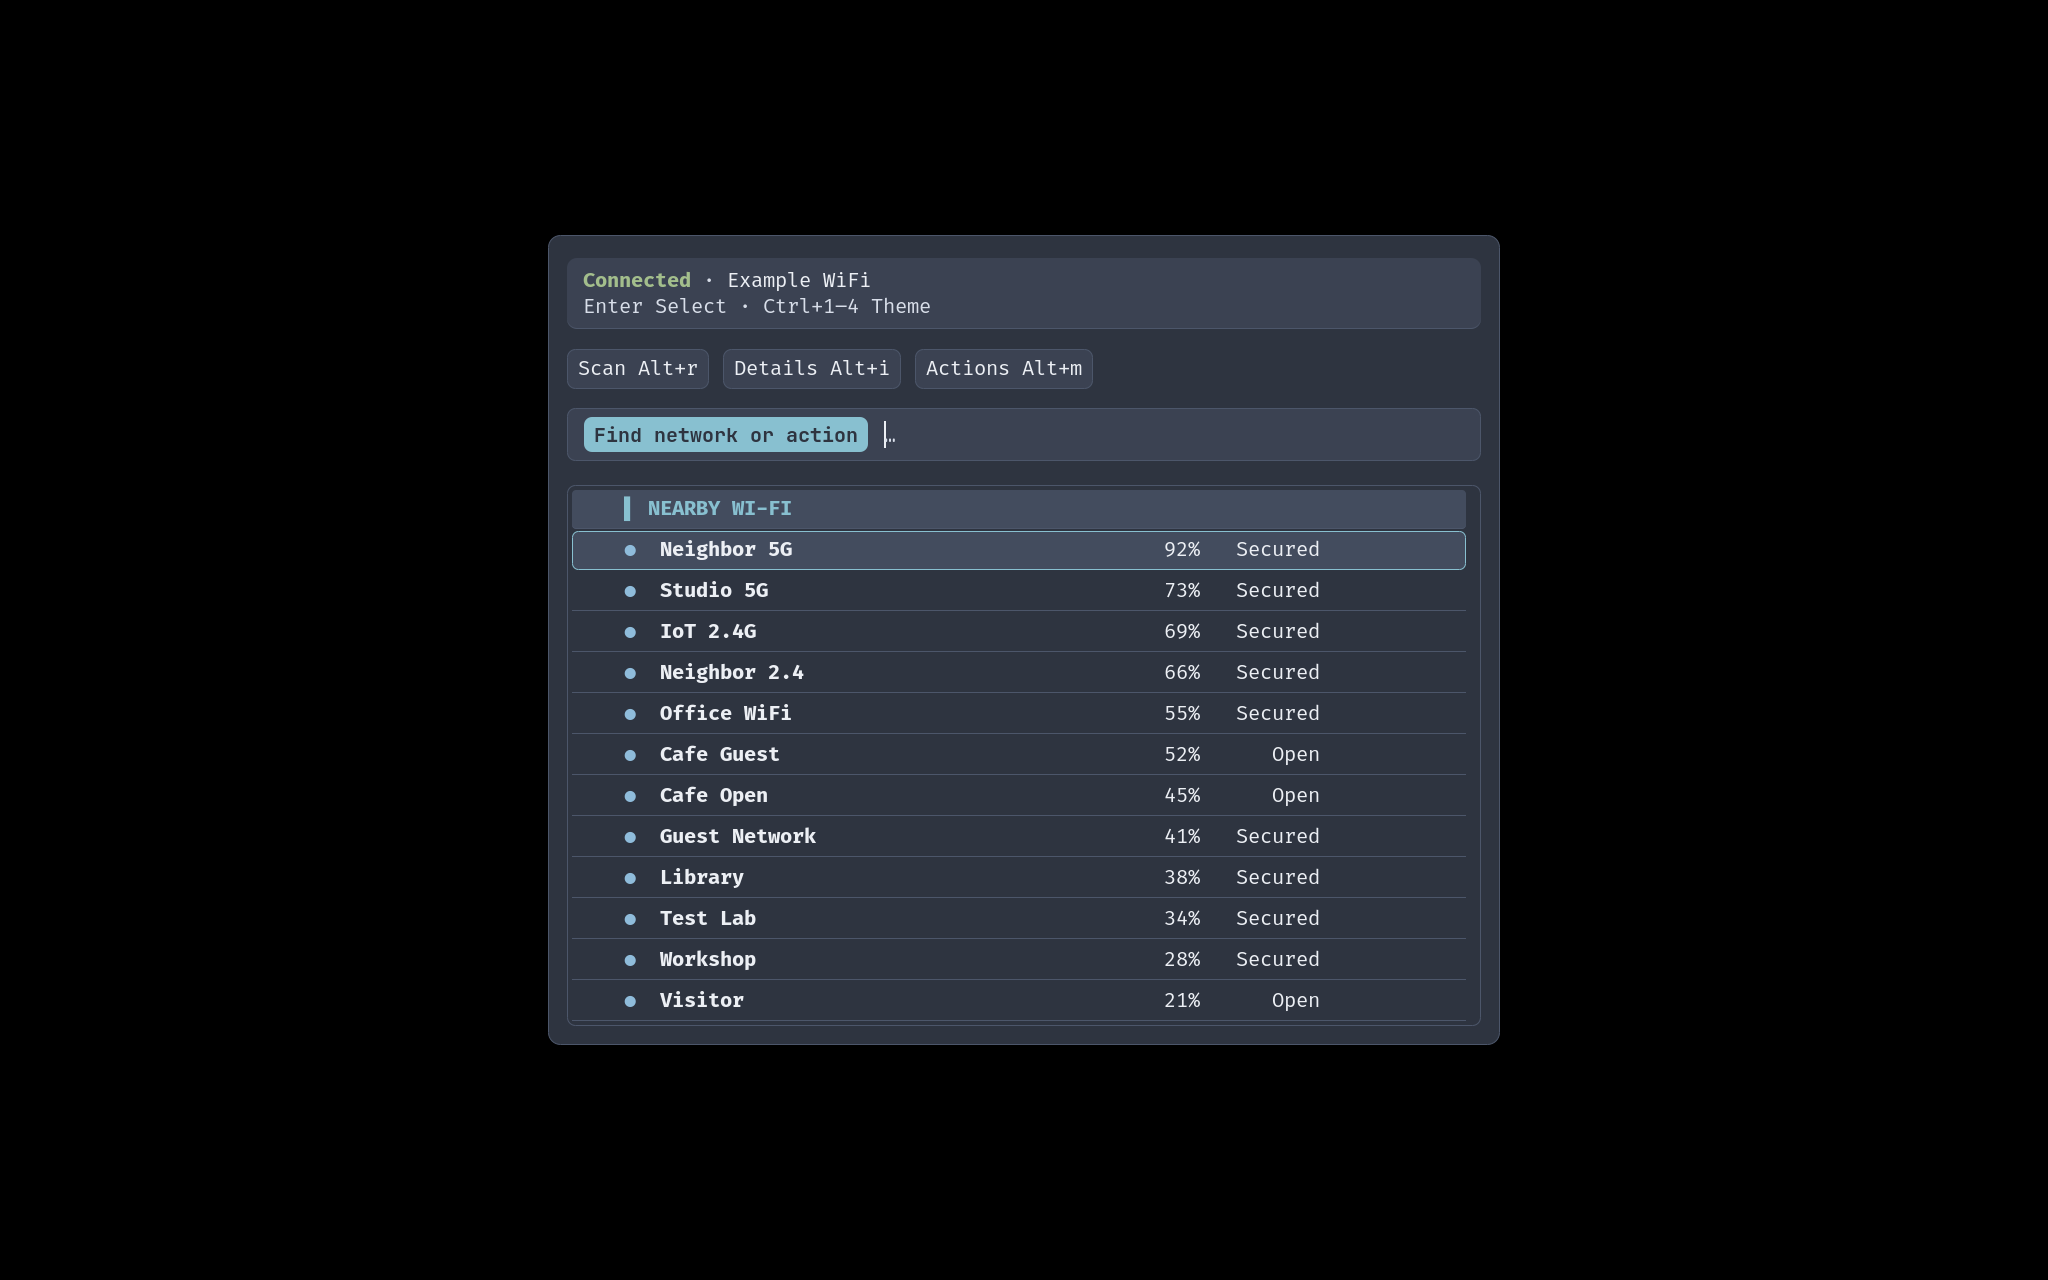 Connected · Example WiFi
Enter Select · Ctrl+1–4 Theme
Scan Alt+r Details Alt+i Actions Alt+m
Find network or action …
NEARBY WI-FI
● Neighbor 5G 92% Secured
● Studio 5G 73% Secured
● IoT 2.4G 69% Secured
● Neighbor 2.4 66% Secured
● Office WiFi 55% Secured
● Cafe Guest 52% Open
● Cafe Open 45% Open
● Guest Network 41% Secured
● Library 38% Secured
● Test Lab 34% Secured
● Workshop 28% Secured
● Visitor 21% Open